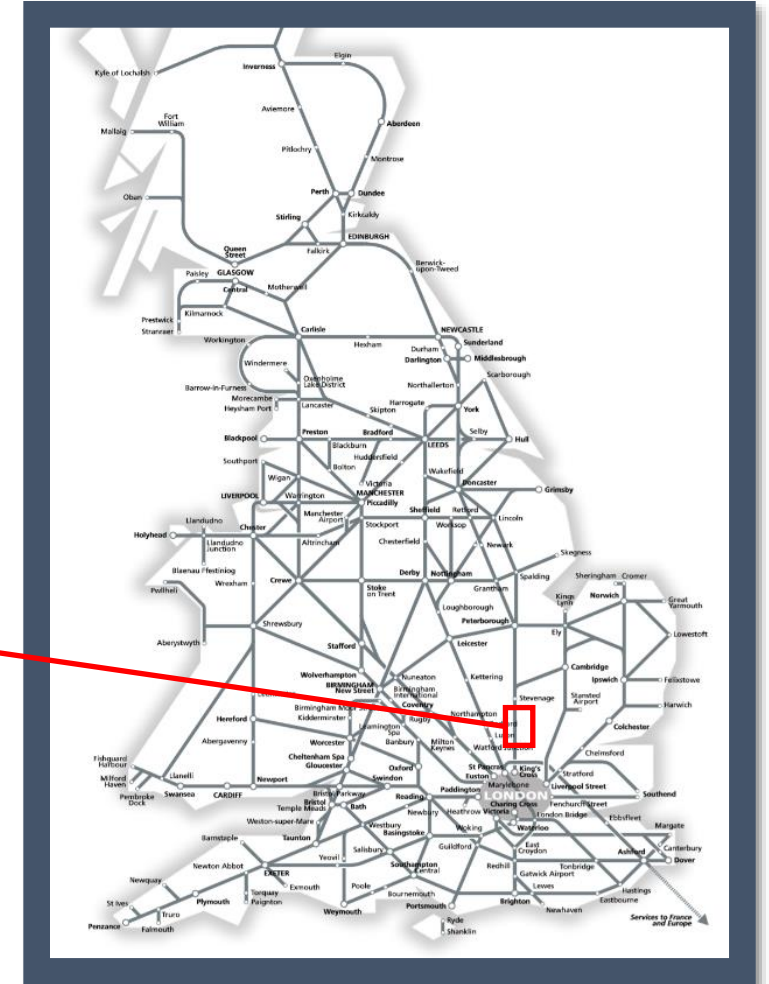 Elgin
Inverness
Kyle of Lochalsh
Aviemore
Fort
William
Aberdeen
Mallaig
Pitlochry
Montrose
Perth
Dundee
Oban
Stirling
Kirkcaldy
EDINBURGH
Queen
Street
Falkirk
Berwick-
upon-Tweed
Paisley
GLASGOW
Central
Motherwell
Prestwick
Kilmarnock
Stranraer
Carlisle
NEWCASTLE
Workington
Hexham
Sunderland
Durham
Darlington
Middlesbrough
Windermere
Scarborough
Oxenholme
Lake District
Barrow-in-Furness
Northallerton
Morecambe
Lancaster
Harrogate
York
Heysham Port
Skipton
Blackpool
Preston
Bradford
Selby
Hull
Blackburn
LEEDS
Huddersfield
Southport
Bolton
Wakefield
Wigan
Victoria
Doncaster
LIVERPOOL
Warrington
MANCHESTER
Piccadilly
Grimsby
Manchester
Airport
Sheffield
Retford
Llandudno
Stockport
Worksop
Lincoln
Holyhead
Chester
Llandudno
Junction
Altrincham
Chesterfield
Newark
Skegness
Blaenau Ffestiniog
Derby
Nottingham
Spalding
Sheringham
Cromer
Pwllheli
Wrexham
Crewe
Stoke
on Trent
Grantham
Kings
Lynn
Norwich
Great
Yarmouth
Loughborough
Peterborough
Shrewsbury
Ely
Lowestoft
Aberystwyth
Stafford
Leicester
Cambridge
Wolverhampton
Nuneaton
Kettering
Ipswich
Felixstowe
BIRMINGHAM
New Street
Birmingham
International
Stevenage
Stansted
Airport
Coventry
Harwich
Birmingham Moor
Northampton
Kidderminster
Rugby
Hereford
Leamington
Spa
Colchester
Luton
Abergavenny
Worcester
Banbury
Milton
Keynes
Watford Junction
Chelmsford
Cheltenham Spa
Fishguard
Harbour
Gloucester
Oxford
St Pancras
King's
Cross
Euston
Stratford
Llanelli
Newport
Swindon
Marylebone
Liverpool Street
Milford
Haven
Bristol Parkway
Paddington
LONDON
Southend
Pembroke
Dock
Swansea
CARDIFF
Bristol
Temple Meads
Bath
Reading
Charing Cross
Fenchurch Street
Newbury
Heathrow
Victoria
London Bridge
Ebbsfleet
Weston-super-Mare
Westbury
Waterloo
Margate
Barnstaple
Taunton
Basingstoke
Woking
East
Croydon
Canterbury
Salisbury
Guildford
Ashford
Dover
Yeovil
Newton Abbot
Southampton
Central
Redhill
Tonbridge
EXETER
Gatwick Airport
Newquay
Exmouth
Poole
Lewes
Hastings
Torquay
Paignton
Bournemouth
Eastbourne
St Ives
Plymouth
Weymouth
Portsmouth
Brighton
Newhaven
Truro
Ryde
Services to France
and Europe
Penzance
Falmouth
Shanklin